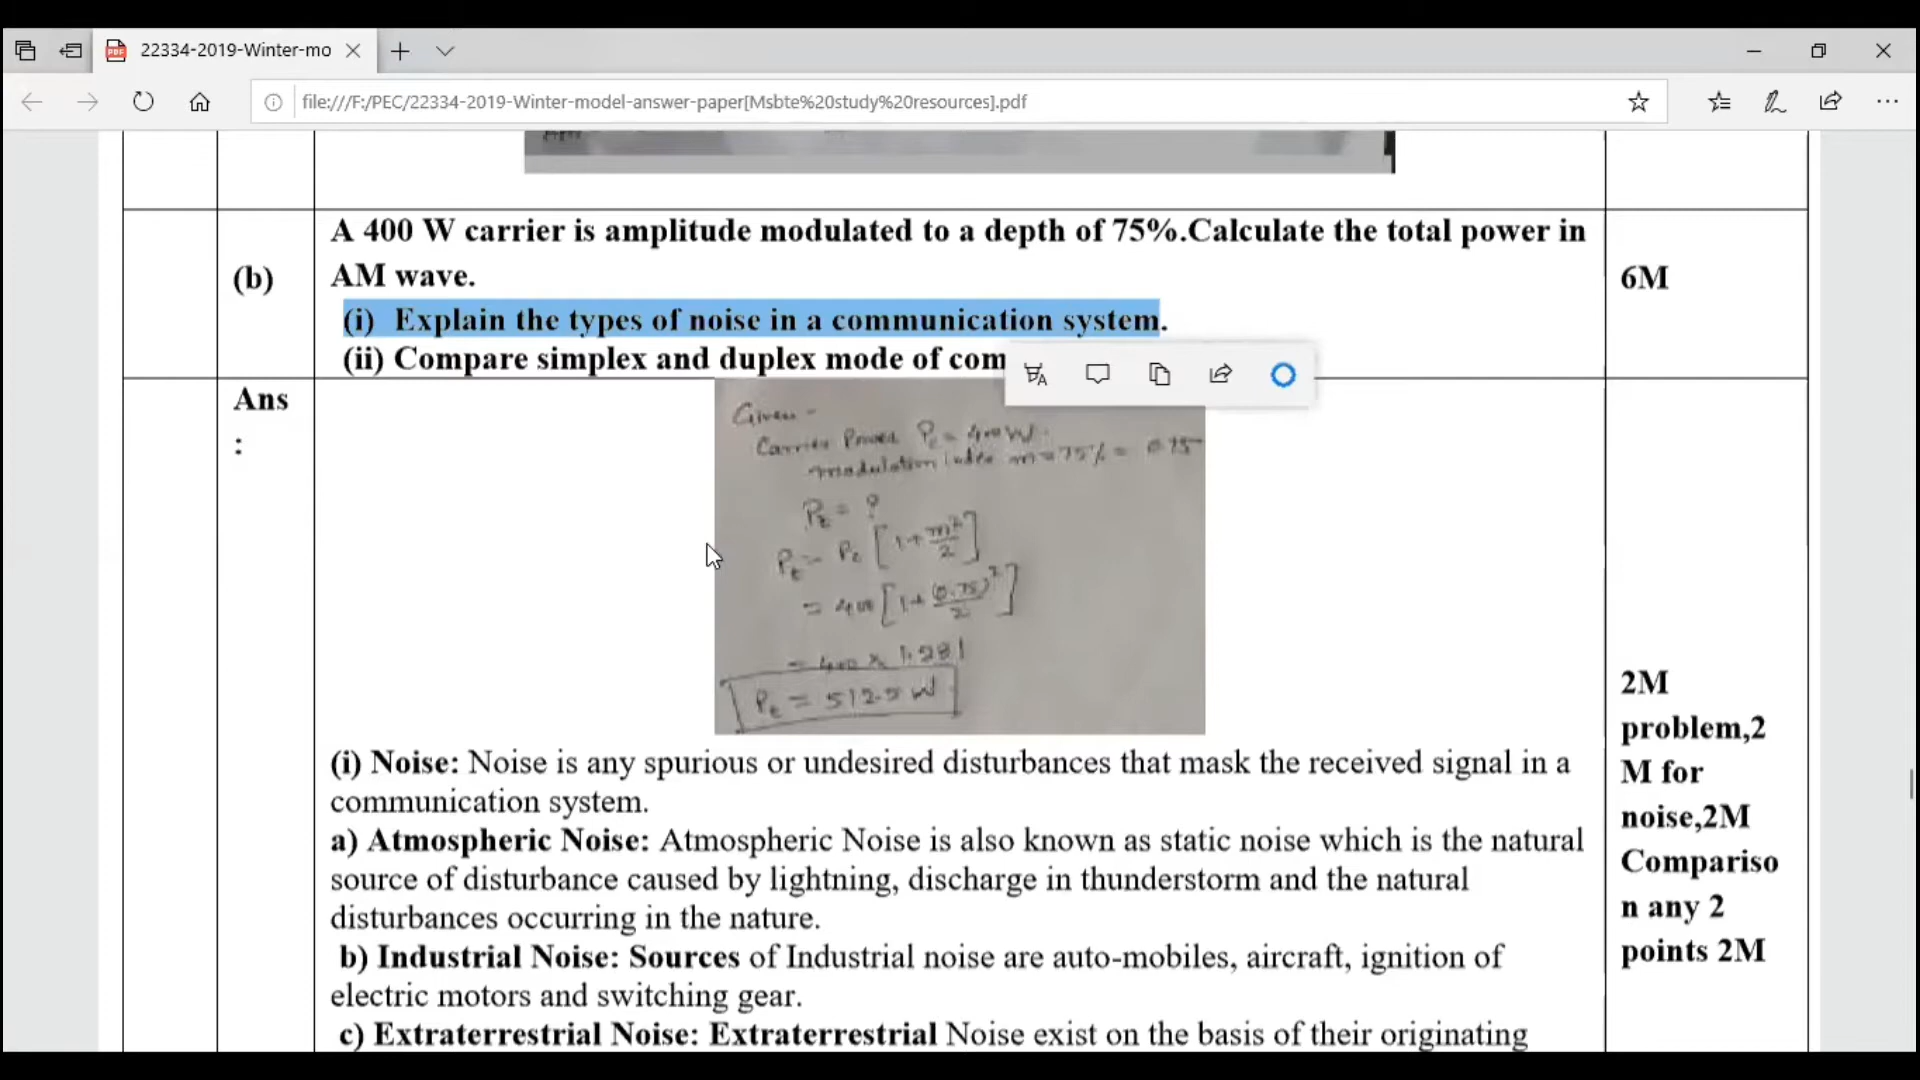 22334-2019-Winter-mo
file:///F:/PEC/22334-2019-Winter-model-answer-paper[Msbte%20study%20resources].pdf
(b)
A 400 W carrier is amplitude modulated to a depth of 75%.Calculate the total power in
AM wave.
(i) Explain the types of noise in a communication system.
(ii) Compare simplex and duplex mode of com
6M
Ans
:
Given -
Carrier Power Pc = 400W.
modulation index m = 75% = 0.75
Pt = ?
Pt = Pc [1+ m²/2]
= 400 [1+ (0.75)²/2]
= 400 × 1.281
Pt = 512.5 W
(i) Noise: Noise is any spurious or undesired disturbances that mask the received signal in a
communication system.
a) Atmospheric Noise: Atmospheric Noise is also known as static noise which is the natural
source of disturbance caused by lightning, discharge in thunderstorm and the natural
disturbances occurring in the nature.
b) Industrial Noise: Sources of Industrial noise are auto-mobiles, aircraft, ignition of
electric motors and switching gear.
c) Extraterrestrial Noise: Extraterrestrial Noise exist on the basis of their originating
2M
problem,2
M for
noise,2M
Compariso
n any 2
points 2M